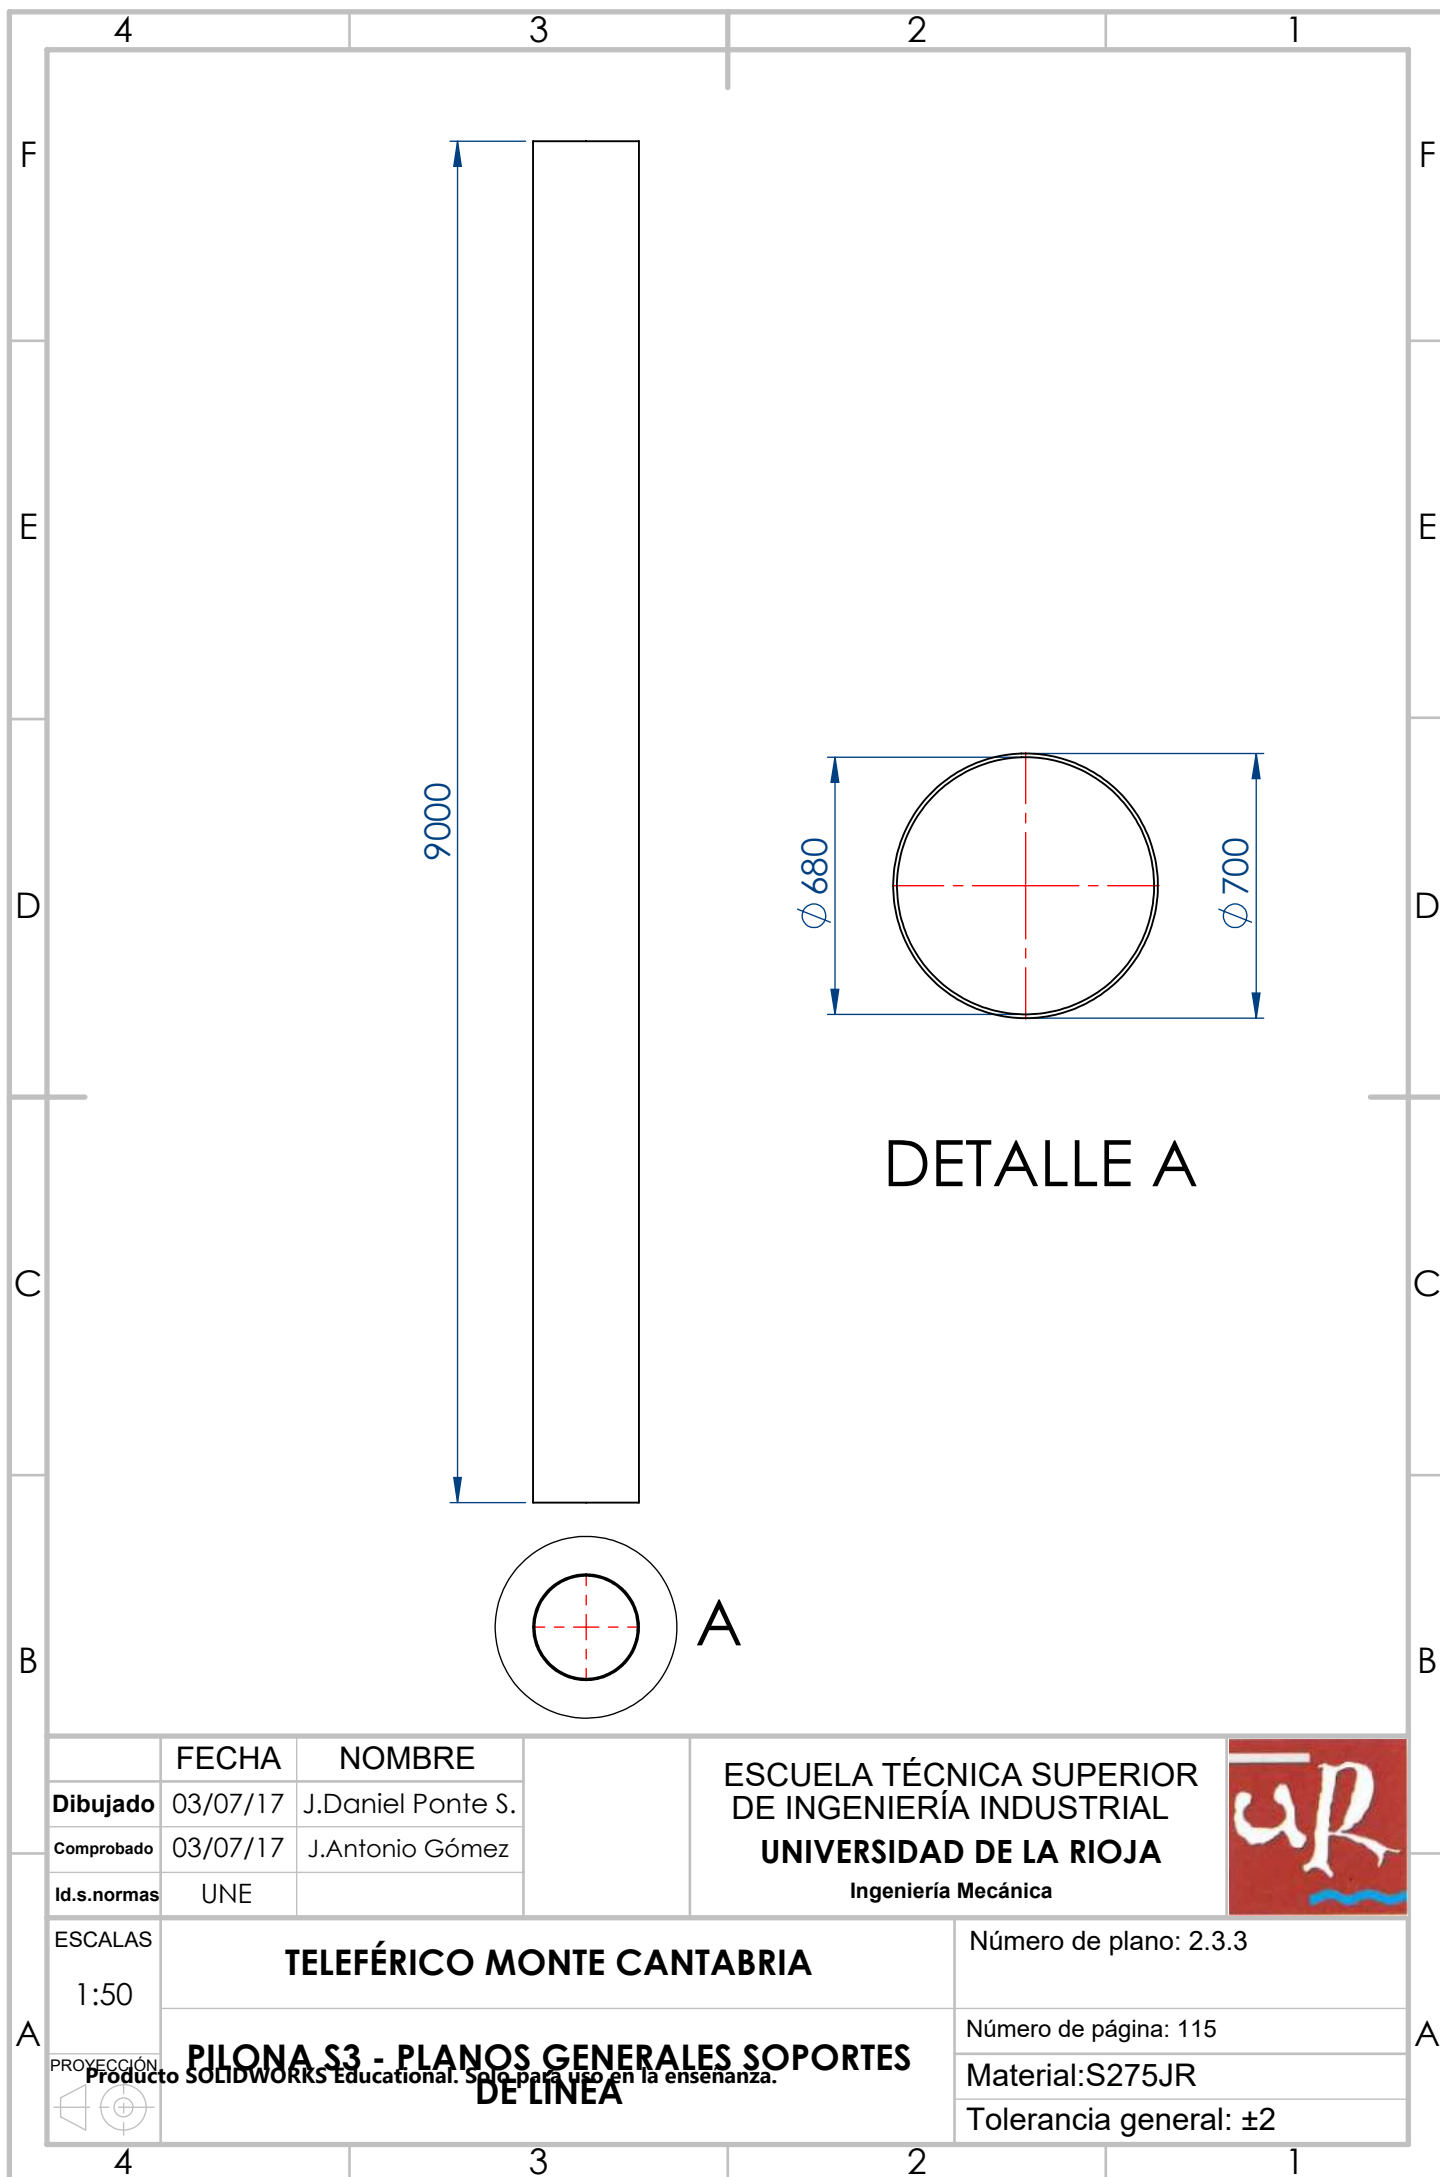 4 3 2 1
F F
E E
9000
Ø 680
Ø 700
D D
DETALLE A
C C
A
B B
FECHA NOMBRE
Dibujado 03/07/17 J.Daniel Ponte S.
Comprobado 03/07/17 J.Antonio Gómez
Id.s.normas UNE
ESCUELA TÉCNICA SUPERIOR
DE INGENIERÍA INDUSTRIAL
UNIVERSIDAD DE LA RIOJA
Ingeniería Mecánica
uR
ESCALAS
1:50
TELEFÉRICO MONTE CANTABRIA
Número de plano: 2.3.3
A A
PROYECCIÓN
PILONA S3 - PLANOS GENERALES SOPORTES
DE LÍNEA
Producto SOLIDWORKS Educational. Solo para uso en la enseñanza.
Número de página: 115
Material:S275JR
Tolerancia general: ±2
4 3 2 1